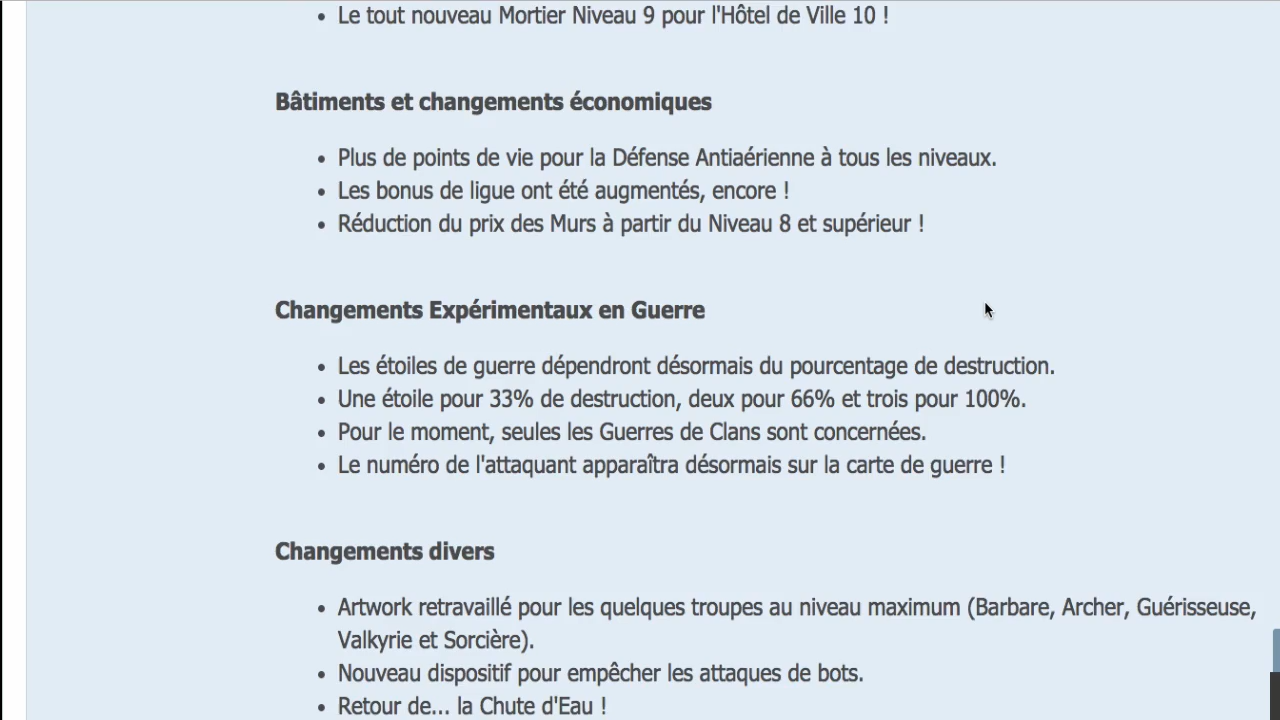 • Le tout nouveau Mortier Niveau 9 pour l'Hôtel de Ville 10 !
Bâtiments et changements économiques
• Plus de points de vie pour la Défense Antiaérienne à tous les niveaux.
• Les bonus de ligue ont été augmentés, encore !
• Réduction du prix des Murs à partir du Niveau 8 et supérieur !
Changements Expérimentaux en Guerre
• Les étoiles de guerre dépendront désormais du pourcentage de destruction.
• Une étoile pour 33% de destruction, deux pour 66% et trois pour 100%.
• Pour le moment, seules les Guerres de Clans sont concernées.
• Le numéro de l'attaquant apparaîtra désormais sur la carte de guerre !
Changements divers
• Artwork retravaillé pour les quelques troupes au niveau maximum (Barbare, Archer, Guérisseuse,
Valkyrie et Sorcière).
• Nouveau dispositif pour empêcher les attaques de bots.
• Retour de... la Chute d'Eau !